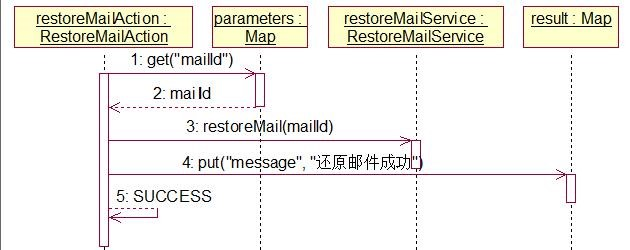 restoreMailAction :
RestoreMailAction
parameters :
Map
restoreMailService :
RestoreMailService
result : Map
1: get("mailId")
2: mailId
3: restoreMail(mailId)
4: put("message", "还原邮件成功")
5: SUCCESS